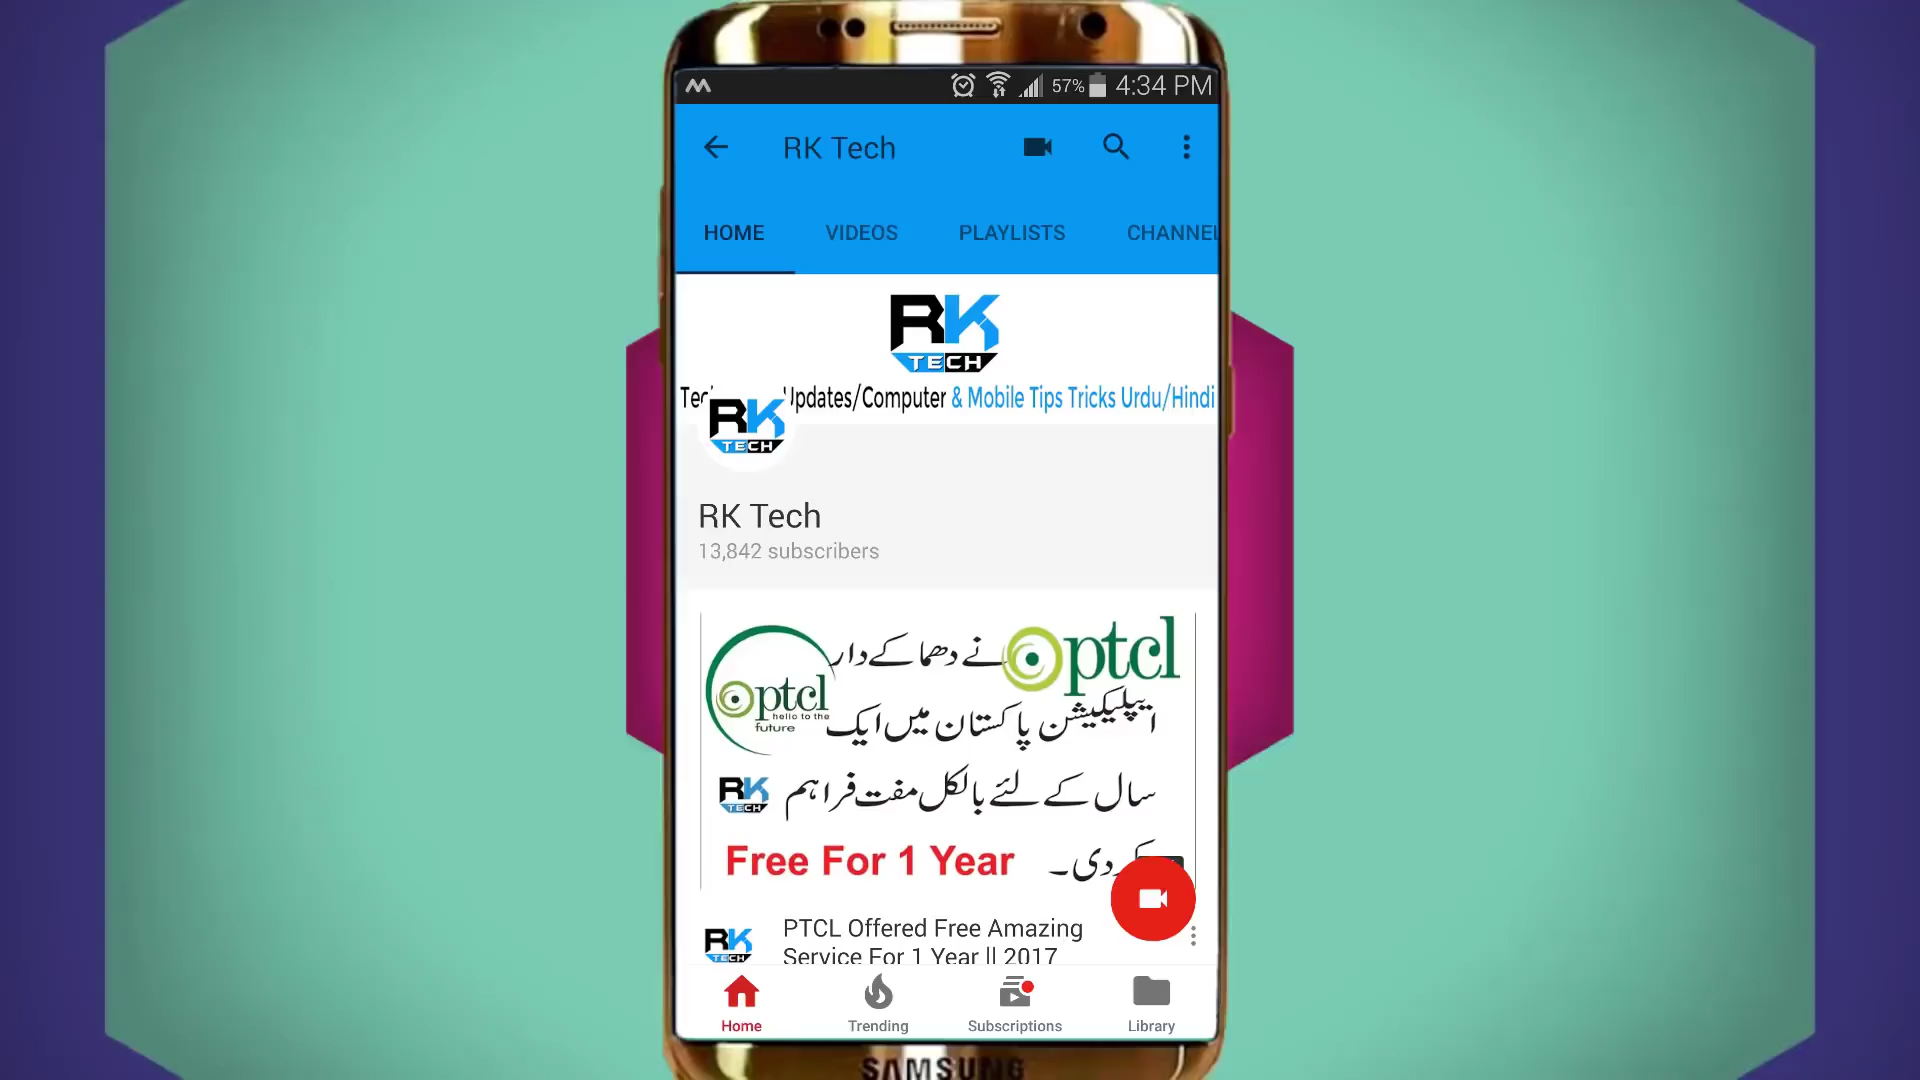 57% 4:34 PM
RK Tech
HOME VIDEOS PLAYLISTS CHANNEL
RK
TECH
Updates/Computer & Mobile Tips Tricks Urdu/Hindi
RK
TECH
RK Tech
13,842 subscribers
ptcl نے دھماکے دار
ptcl
hello to the
future
ایپلیکیشن پاکستان میں ایک
سال کے لئے بالکل مفت فراہم
RK
TECH
کردی۔ Free For 1 Year
RK
TECH
PTCL Offered Free Amazing
Service For 1 Year || 2017
Home Trending Subscriptions Library
SAMSUNG